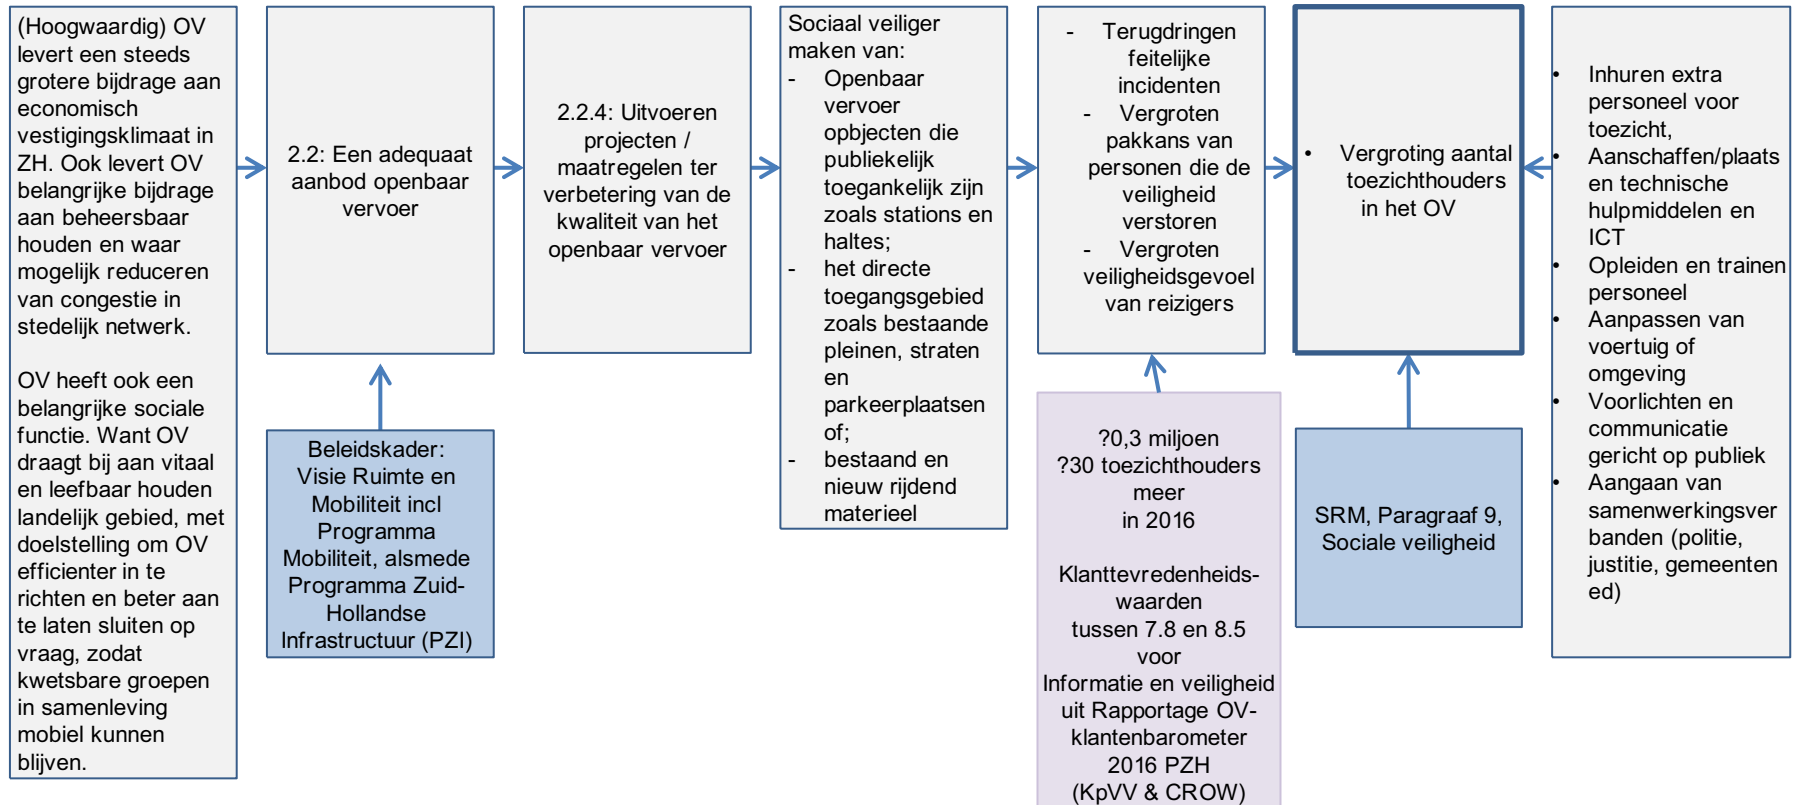 (Hoogwaardig) OV
levert een steeds
grotere bijdrage aan
economisch
vestigingsklimaat in
ZH. Ook levert OV
belangrijke bijdrage
aan beheersbaar
houden en waar
mogelijk reduceren
van congestie in
stedelijk netwerk.
OV heeft ook een
belangrijke sociale
functie. Want OV
draagt bij aan vitaal
en leefbaar houden
landelijk gebied, met
doelstelling om OV
efficienter in te
richten en beter aan
te laten sluiten op
vraag, zodat
kwetsbare groepen
in samenleving
mobiel kunnen
blijven.
2.2: Een adequaat
aanbod openbaar
vervoer
Beleidskader:
Visie Ruimte en
Mobiliteit incl
Programma
Mobiliteit, alsmede
Programma Zuid-
Hollandse
Infrastructuur (PZI)
2.2.4: Uitvoeren
projecten /
maatregelen ter
verbetering van de
kwaliteit van het
openbaar vervoer
Sociaal veiliger
maken van:
- Openbaar
vervoer
opbjecten die
publiekelijk
toegankelijk zijn
zoals stations en
haltes;
- het directe
toegangsgebied
zoals bestaande
pleinen, straten
en
parkeerplaatsen
of;
- bestaand en
nieuw rijdend
materieel
- Terugdringen
feitelijke
incidenten
- Vergroten
pakkans van
personen die de
veiligheid
verstoren
- Vergroten
veiligheidsgevoel
van reizigers
?0,3 miljoen
?30 toezichthouders
meer
in 2016
Klanttevredenheids-
waarden
tussen 7.8 en 8.5
voor
Informatie en veiligheid
uit Rapportage OV-
klantenbarometer
2016 PZH
(KpVV & CROW)
• Vergroting aantal
toezichthouders
in het OV
SRM, Paragraaf 9,
Sociale veiligheid
• Inhuren extra
personeel voor
toezicht,
• Aanschaffen/plaats
en technische
hulpmiddelen en
ICT
• Opleiden en trainen
personeel
• Aanpassen van
voertuig of
omgeving
• Voorlichten en
communicatie
gericht op publiek
• Aangaan van
samenwerkingsver
banden (politie,
justitie, gemeenten
ed)